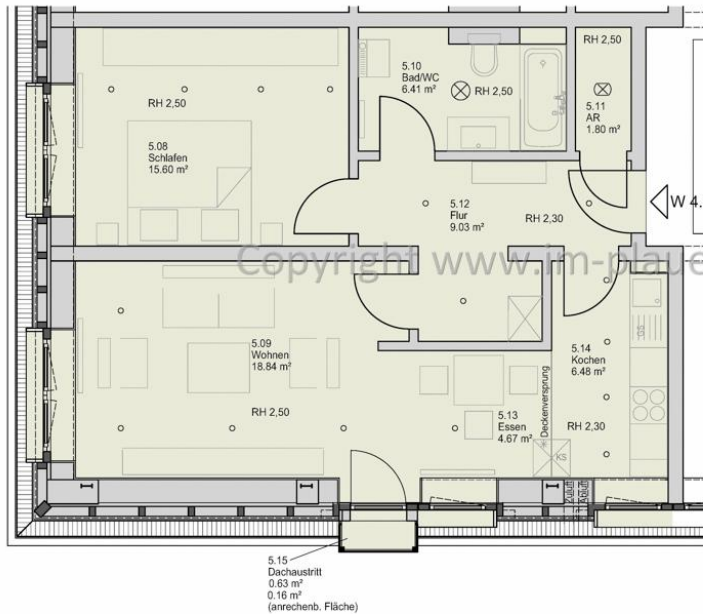 RH 2,50
5.10
Bad/WC
6.41 m²
RH 2,50
RH 2,50
5.11
AR
1.80 m²
5.08
Schlafen
15.60 m²
5.12
Flur
9.03 m²
RH 2,30
W 4.
Copyright www.im-plaue
5.09
Wohnen
18.84 m²
RH 2,50
5.14
Kochen
6.48 m²
GS
5.13
Essen
4.67 m²
Deckenversprung
RH 2,30
KS
Zuluft
Abluft
5.15
Dachaustritt
0.63 m²
0.16 m²
(anrechenb. Fläche)